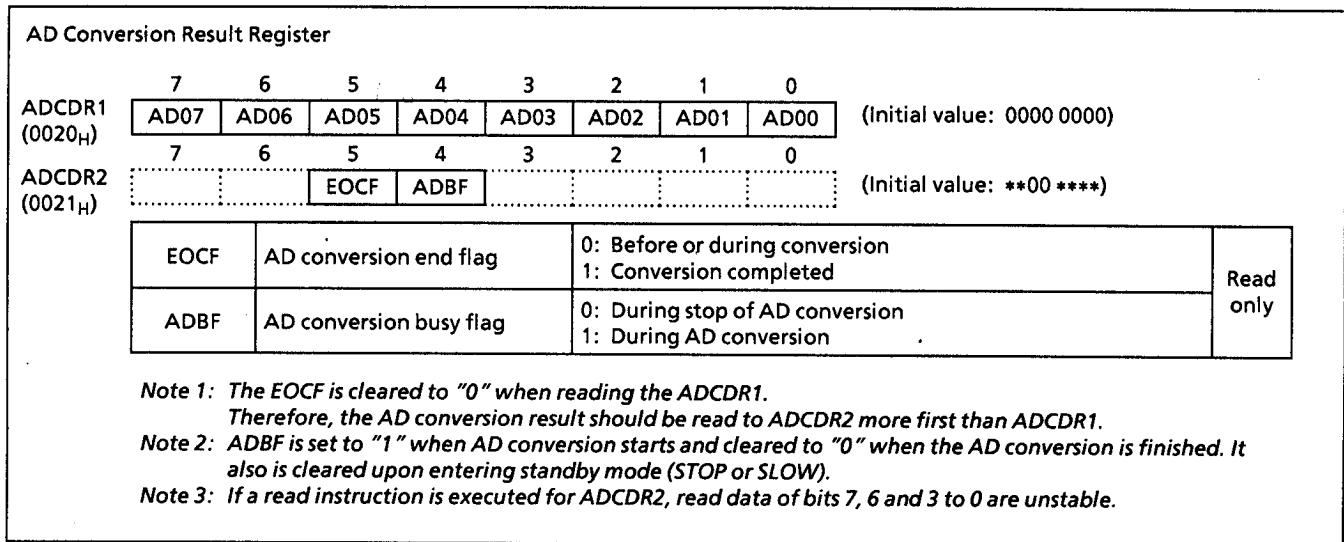 AD Conversion Result Register
7 6 5 4 3 2 1 0
ADCDR1 AD07 AD06 AD05 AD04 AD03 AD02 AD01 AD00 (Initial value: 0000 0000)
(0020H)
7 6 5 4 3 2 1 0
ADCDR2 EOCF ADBF (Initial value: **00 ****)
(0021H)
EOCF AD conversion end flag 0: Before or during conversion
1: Conversion completed
Read only
ADBF AD conversion busy flag 0: During stop of AD conversion
1: During AD conversion
Note 1: The EOCF is cleared to "0" when reading the ADCDR1.
Therefore, the AD conversion result should be read to ADCDR2 more first than ADCDR1.
Note 2: ADBF is set to "1" when AD conversion starts and cleared to "0" when the AD conversion is finished. It
also is cleared upon entering standby mode (STOP or SLOW).
Note 3: If a read instruction is executed for ADCDR2, read data of bits 7, 6 and 3 to 0 are unstable.